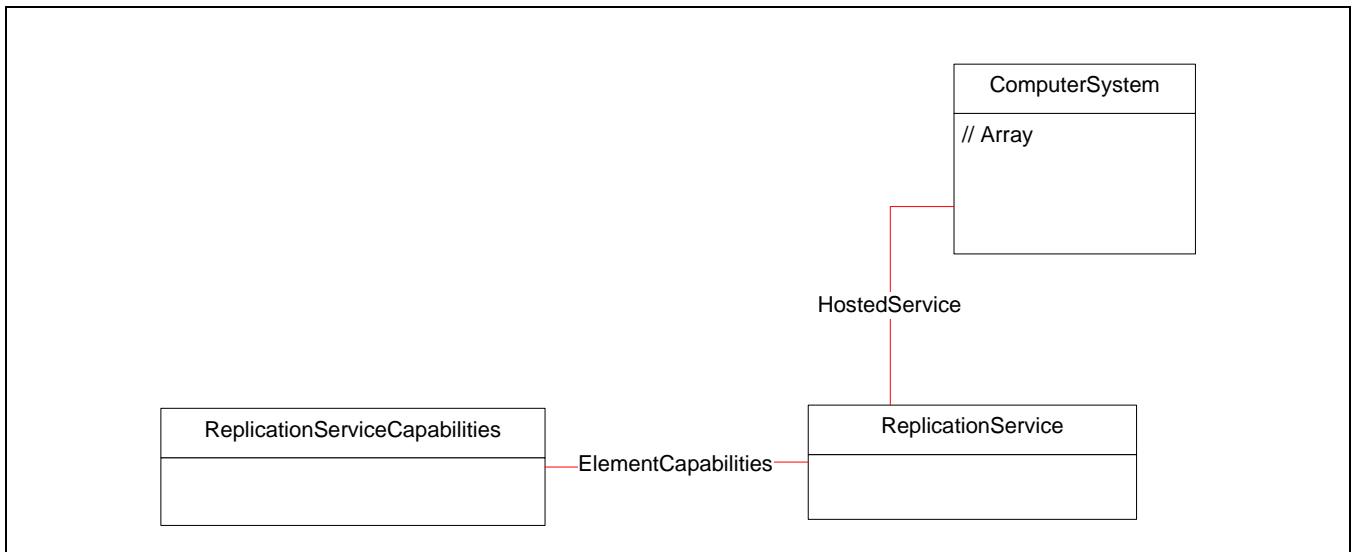 ComputerSystem
// Array
HostedService
ReplicationServiceCapabilities
ElementCapabilities
ReplicationService